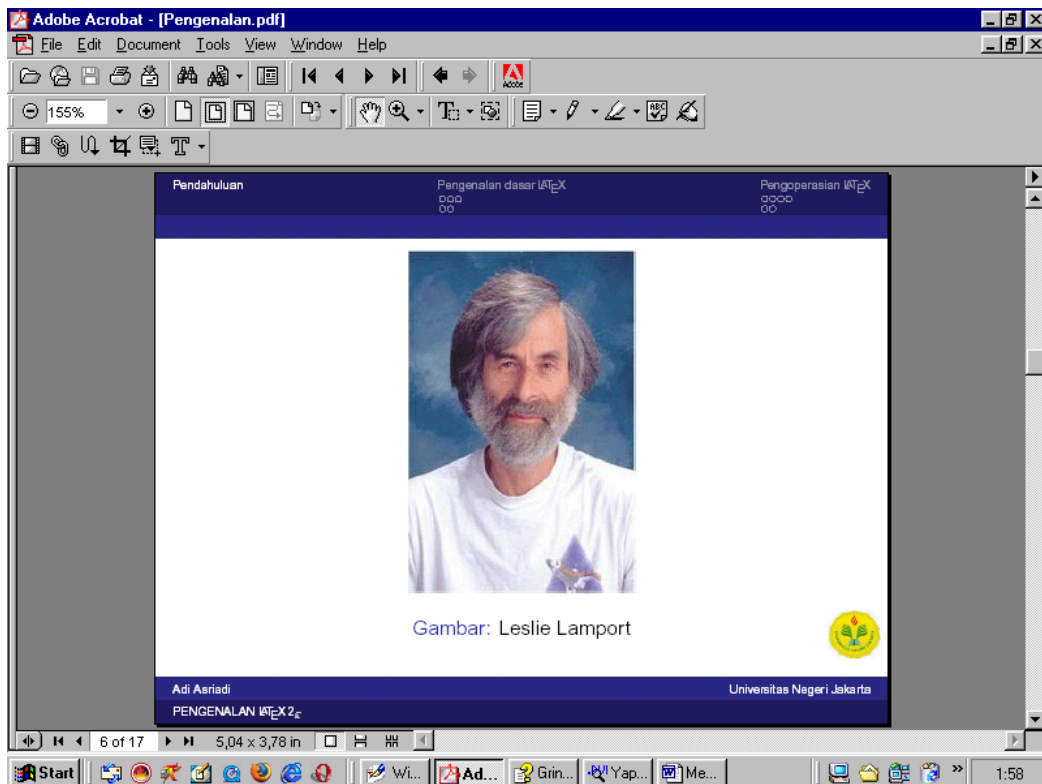 Adobe Acrobat - [Pengenalan.pdf]
File Edit Document Tools View Window Help
Adobe
155%
Pendahuluan
Pengenalan dasar LATEX
Pengoperasian LATEX
Gambar: Leslie Lamport
Adi Asriadi
Universitas Negeri Jakarta
PENGENALAN LATEX 2ε
6 of 17
5,04 x 3,78 in
Start
Wi...
Ad...
Grin...
Yap...
Me...
»
1:58